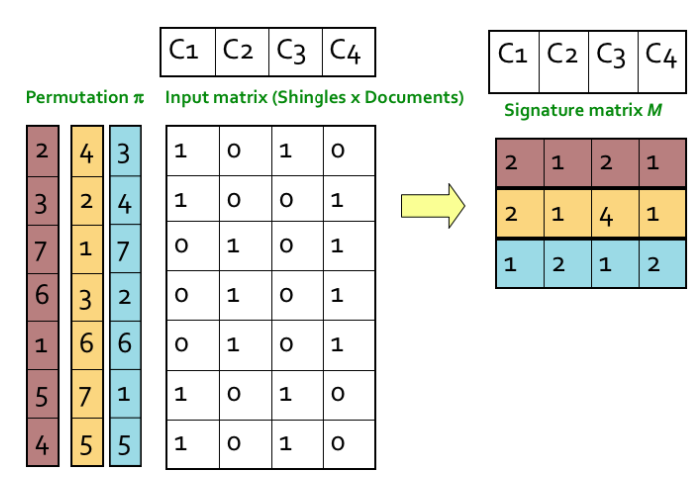 C1 C2 C3 C4
C1 C2 C3 C4
Permutation π Input matrix (Shingles x Documents)
Signature matrix M
2 4 3 1 0 1 0
3 2 4 1 0 0 1
7 1 7 0 1 0 1
6 3 2 0 1 0 1
1 6 6 0 1 0 1
5 7 1 1 0 1 0
4 5 5 1 0 1 0
2 1 2 1
2 1 4 1
1 2 1 2